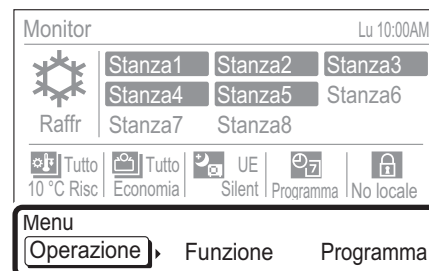 Monitor Lu 10:00AM
Stanza1 Stanza2 Stanza3
Stanza4 Stanza5 Stanza6
Raffr Stanza7 Stanza8
Tutto Tutto UE 7
10 °C Risc Economia Silent Programma No locale
Menu
Operazione Funzione Programma